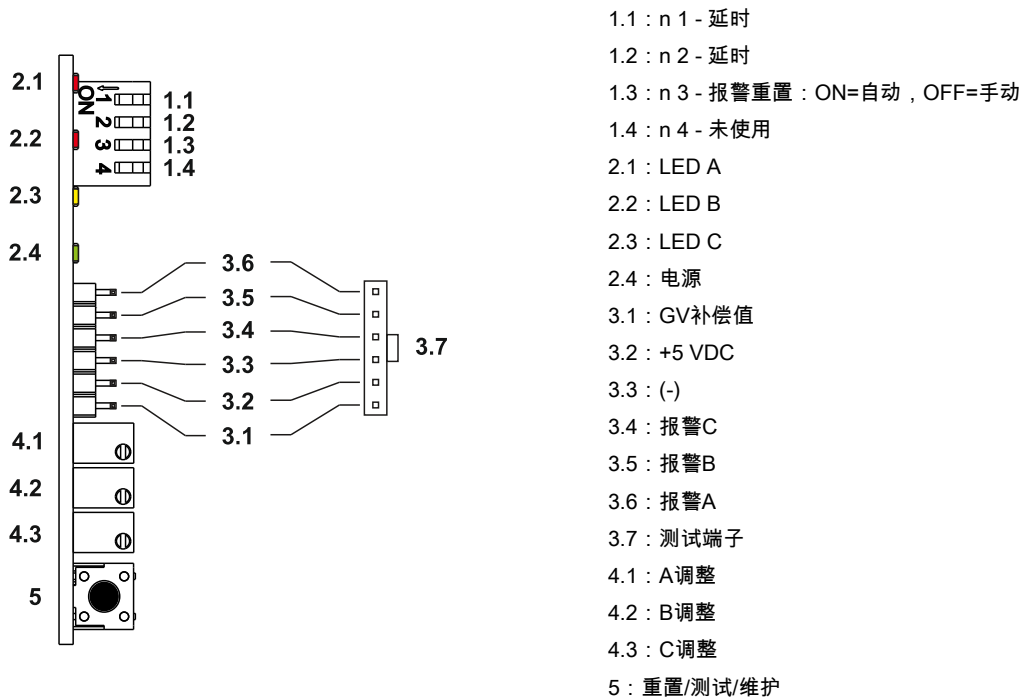 2.1
2.2
2.3
2.4
ON
1
2
3
4
1.1
1.2
1.3
1.4
3.6
3.5
3.4
3.3
3.2
3.1
3.7
4.1
4.2
4.3
5
1.1：n 1 - 延时
1.2：n 2 - 延时
1.3：n 3 - 报警重置：ON=自动，OFF=手动
1.4：n 4 - 未使用
2.1：LED A
2.2：LED B
2.3：LED C
2.4：电源
3.1：GV补偿值
3.2：+5 VDC
3.3：(-)
3.4：报警C
3.5：报警B
3.6：报警A
3.7：测试端子
4.1：A调整
4.2：B调整
4.3：C调整
5：重置/测试/维护